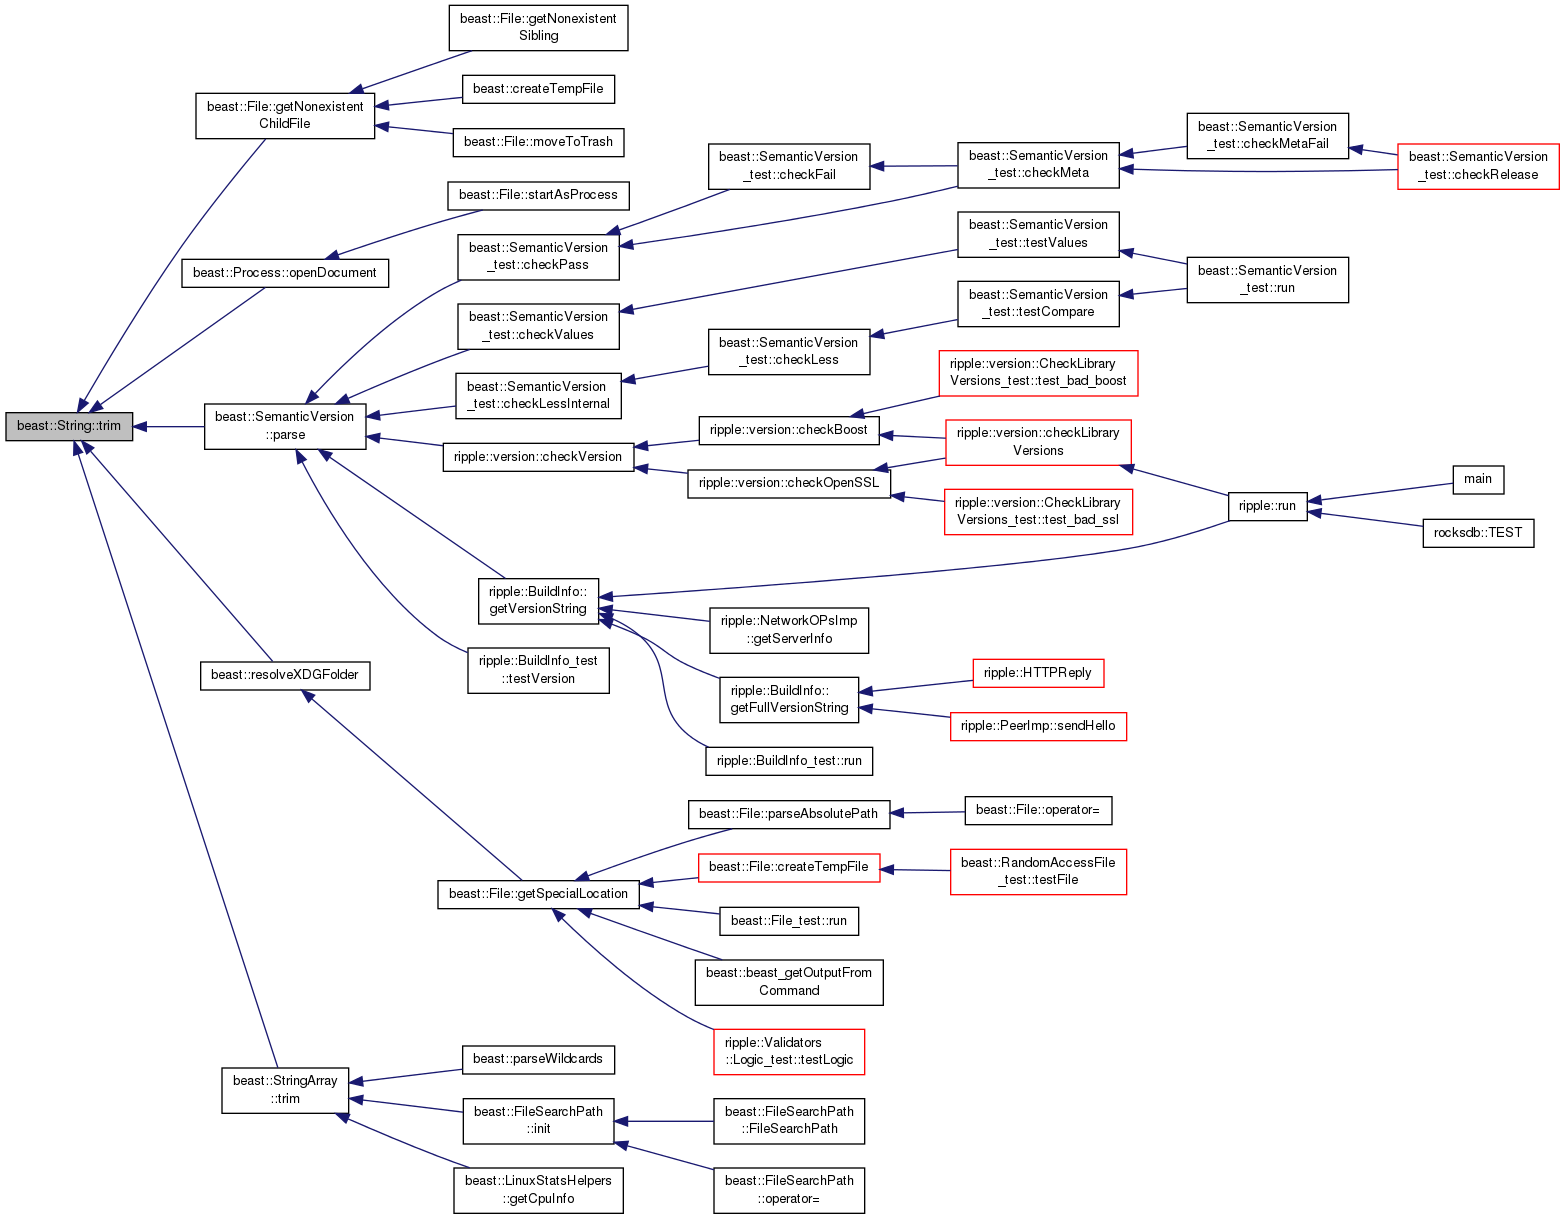 beast::File::getNonexistent
Sibling
beast::createTempFile
beast::File::getNonexistent
ChildFile
beast::File::moveToTrash
beast::SemanticVersion
_test::checkMetaFail
beast::SemanticVersion
_test::checkFail
beast::SemanticVersion
_test::checkMeta
beast::SemanticVersion
_test::checkRelease
beast::File::startAsProcess
beast::SemanticVersion
_test::testValues
beast::SemanticVersion
_test::checkPass
beast::Process::openDocument
beast::SemanticVersion
_test::run
beast::SemanticVersion
_test::testCompare
beast::SemanticVersion
_test::checkValues
beast::SemanticVersion
_test::checkLess
ripple::version::CheckLibrary
Versions_test::test_bad_boost
beast::SemanticVersion
_test::checkLessInternal
beast::String::trim
beast::SemanticVersion
::parse
ripple::version::checkBoost
ripple::version::checkLibrary
Versions
ripple::version::checkVersion
ripple::version::checkOpenSSL
main
ripple::version::CheckLibrary
Versions_test::test_bad_ssl
ripple::run
rocksdb::TEST
ripple::BuildInfo::
getVersionString
ripple::NetworkOPsImp
::getServerInfo
ripple::BuildInfo_test
::testVersion
beast::resolveXDGFolder
ripple::HTTPReply
ripple::BuildInfo::
getFullVersionString
ripple::PeerImp::sendHello
ripple::BuildInfo_test::run
beast::File::parseAbsolutePath
beast::File::operator=
beast::File::createTempFile
beast::RandomAccessFile
_test::testFile
beast::File::getSpecialLocation
beast::File_test::run
beast::beast_getOutputFrom
Command
ripple::Validators
::Logic_test::testLogic
beast::parseWildcards
beast::StringArray
::trim
beast::FileSearchPath
::init
beast::FileSearchPath
::FileSearchPath
beast::LinuxStatsHelpers
::getCpuInfo
beast::FileSearchPath
::operator=